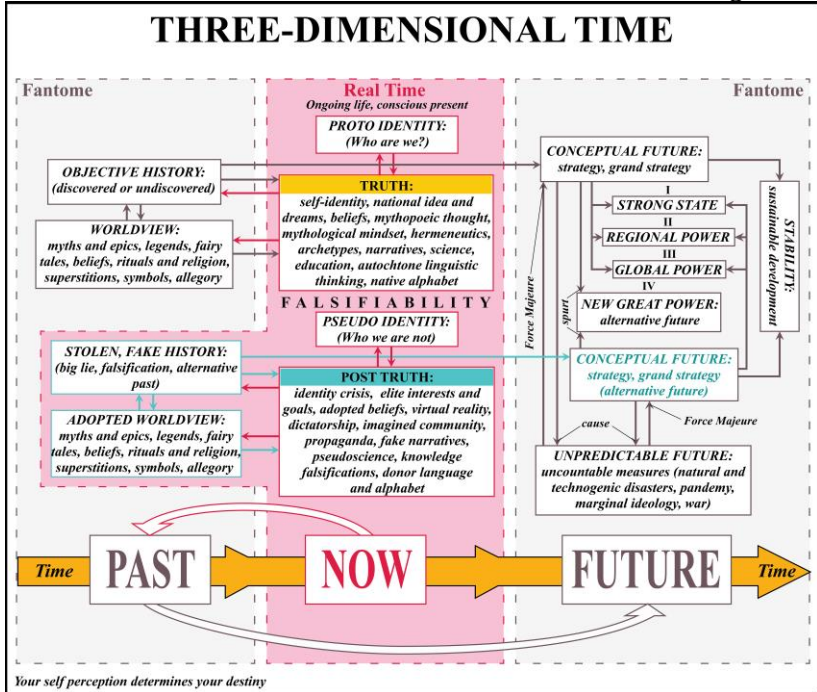 THREE-DIMENSIONAL TIME
Fantome
Real Time
Ongoing life, conscious present
Fantome
PROTO IDENTITY:
(Who are we?)
OBJECTIVE HISTORY:
(discovered or undiscovered)
WORLDVIEW:
myths and epics, legends, fairy
tales, beliefs, rituals and religion,
superstitions, symbols, allegory
TRUTH:
self-identity, national idea and
dreams, beliefs, mythopoeic thought,
mythological mindset, hermeneutics,
archetypes, narratives, science,
education, autochtone linguistic
thinking, native alphabet
FALSIFIABILITY
PSEUDO IDENTITY:
(Who we are not)
STOLEN, FAKE HISTORY:
(big lie, falsification, alternative
past)
ADOPTED WORLDVIEW:
myths and epics, legends, fairy
tales, beliefs, rituals and religion,
superstitions, symbols, allegory
POST TRUTH:
identity crisis, elite interests and
goals, adopted beliefs, virtual reality,
dictatorship, imagined community,
propaganda, fake narratives,
pseudoscience, knowledge
falsifications, donor language
and alphabet
CONCEPTUAL FUTURE:
strategy, grand strategy
I
STRONG STATE
II
REGIONAL POWER
III
GLOBAL POWER
IV
NEW GREAT POWER:
alternative future
STABILITY:
sustainable development
Force Majeure
spurt
CONCEPTUAL FUTURE:
strategy, grand strategy
(alternative future)
cause
Force Majeure
UNPREDICTABLE FUTURE:
uncountable measures (natural and
technogenic disasters, pandemy,
marginal ideology, war)
Time
PAST
NOW
FUTURE
Time
Your self perception determines your destiny